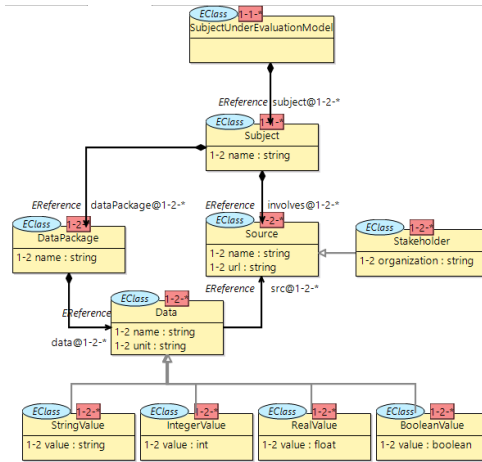 EClass 1-1-*
SubjectUnderEvaluationModel
EReference subject@1-2-*
EClass 1-1-*
Subject
1-2 name : string
EReference dataPackage@1-2-*
EReference involves@1-2-*
EClass 1-2-*
DataPackage
1-2 name : string
EClass 1-2-*
Source
1-2 name : string
1-2 url : string
EClass 1-2-*
Stakeholder
1-2 organization : string
EReference src@1-2-*
EReference
data@1-2-*
EClass 1-2-*
Data
1-2 name : string
1-2 unit : string
EClass 1-2-*
StringValue
1-2 value : string
EClass 1-2-*
IntegerValue
1-2 value : int
EClass 1-2-*
RealValue
1-2 value : float
EClass 1-2-*
BooleanValue
1-2 value : boolean